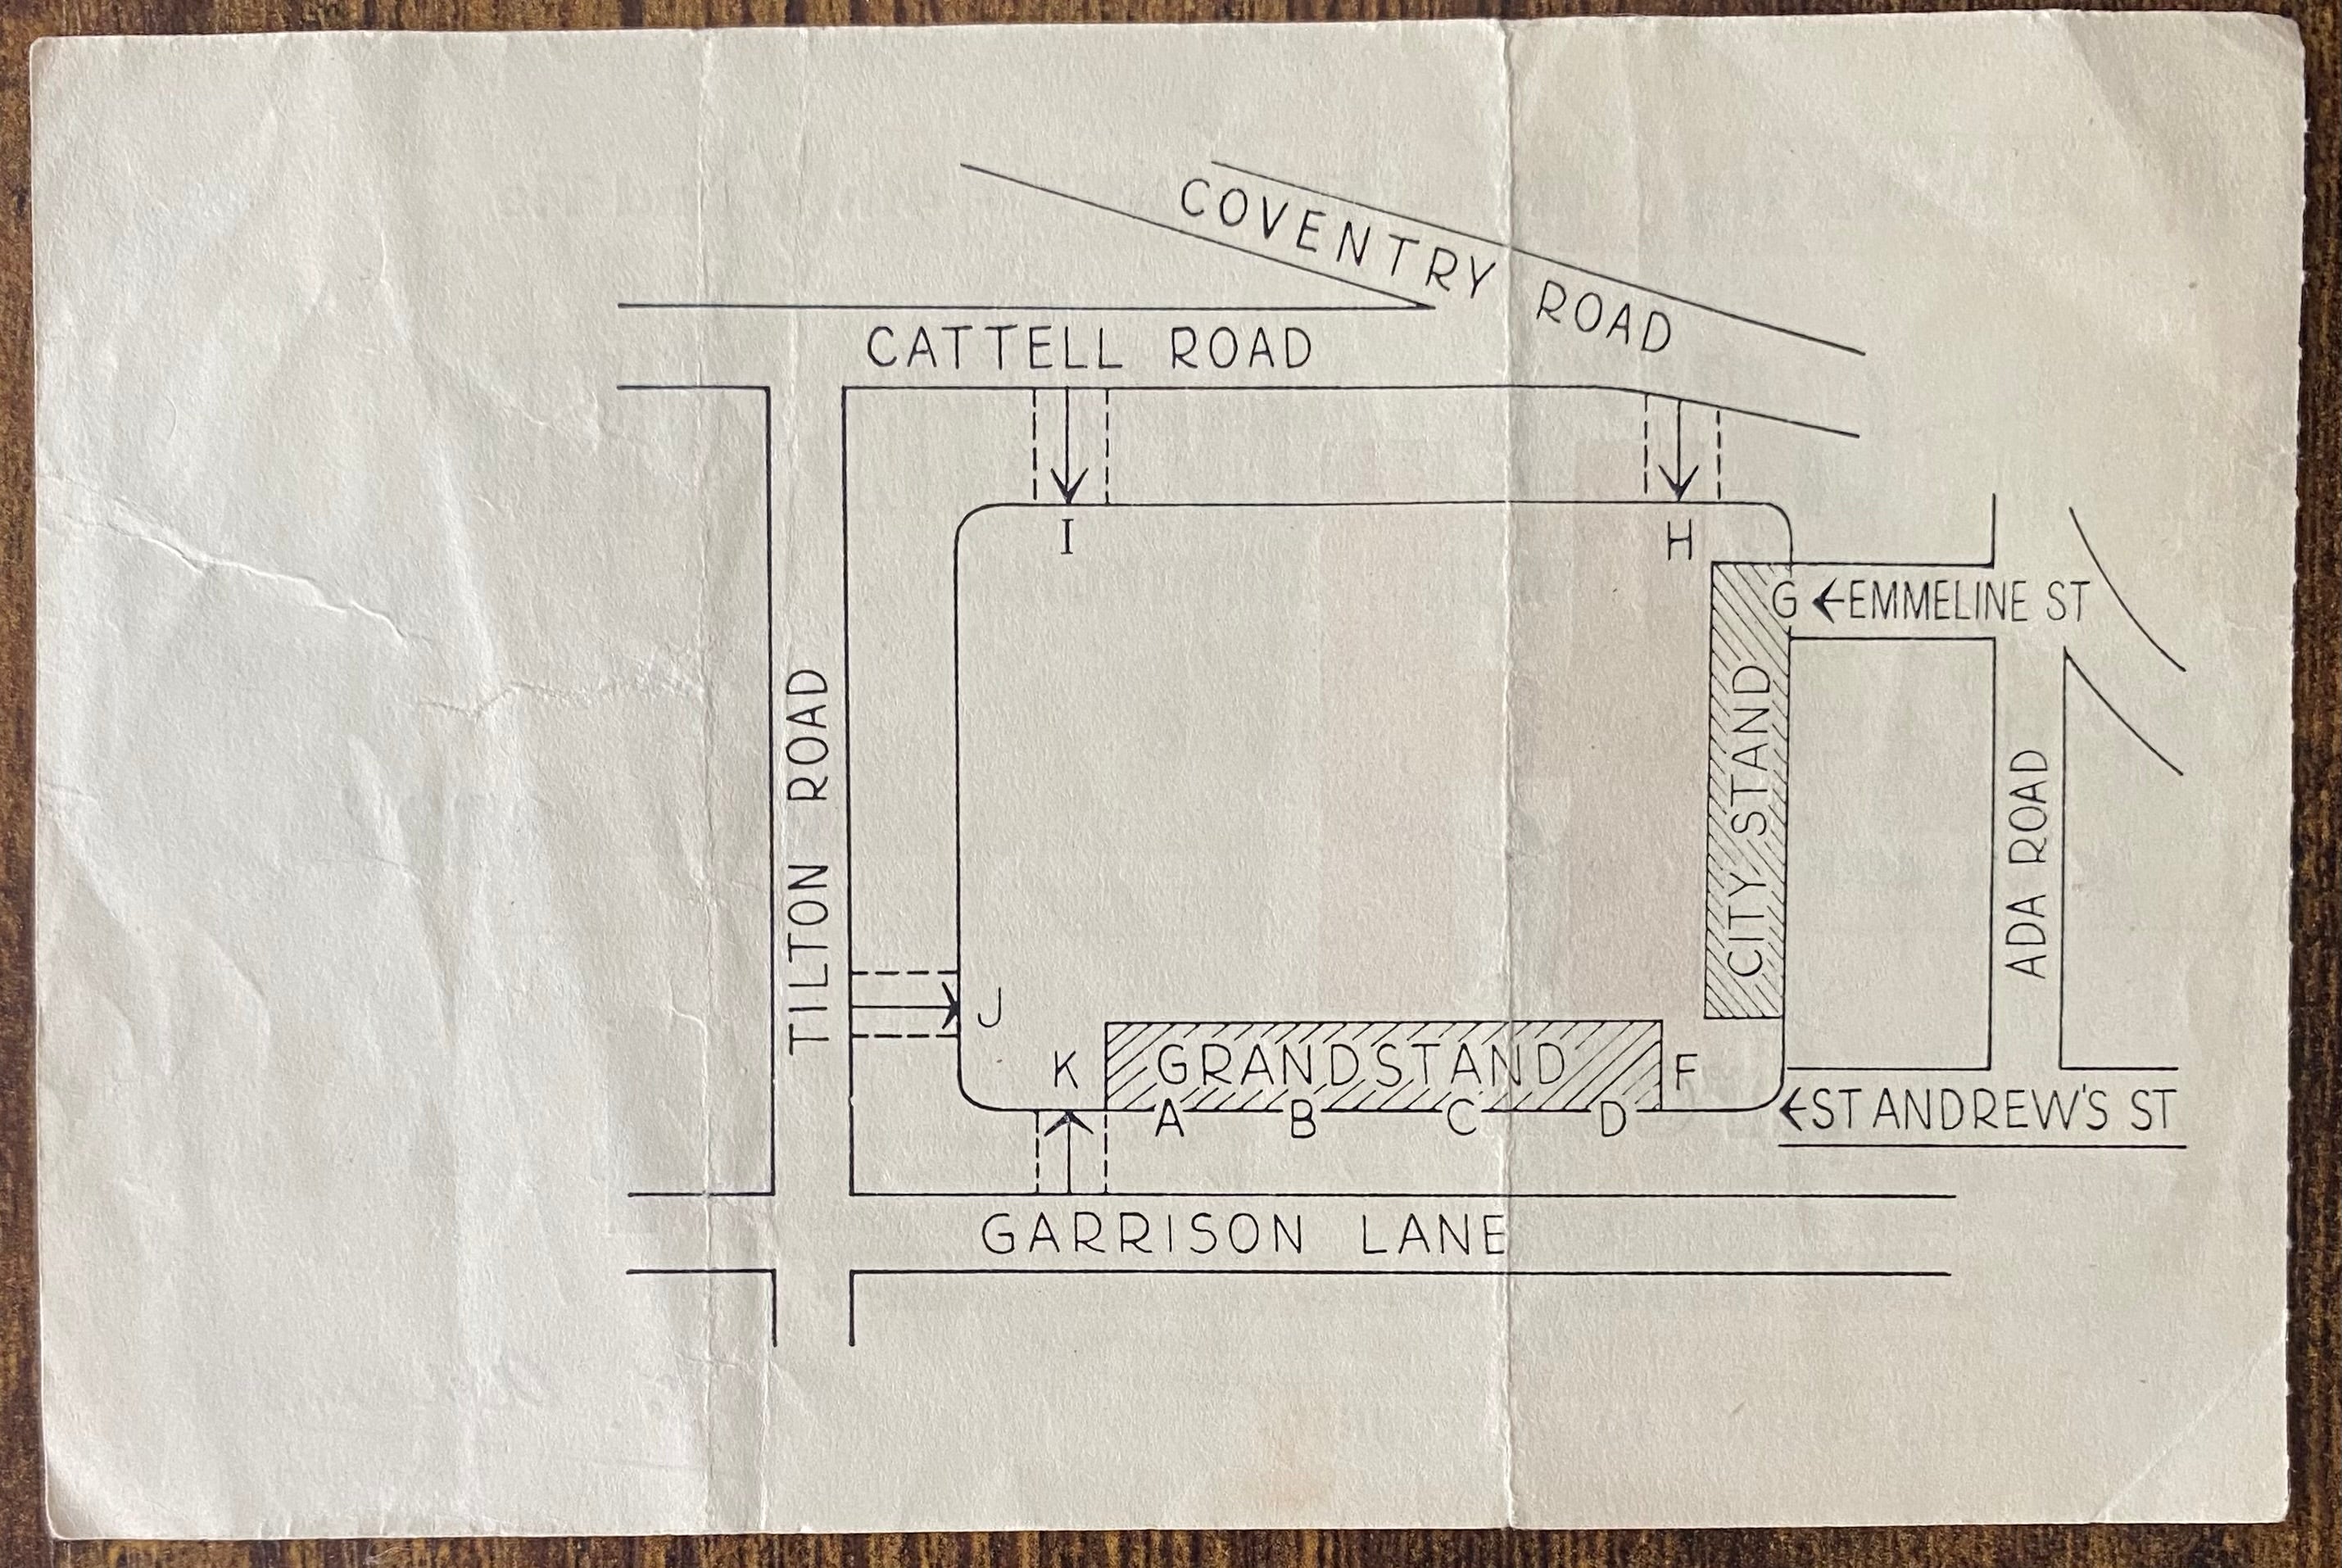 COVENTRY ROAD
CATTELL ROAD
I
H
G ←EMMELINE ST
TILTON ROAD
CITY STAND
ADA ROAD
J
K
GRANDSTAND
F
A B C D
←ST ANDREW'S ST
GARRISON LANE